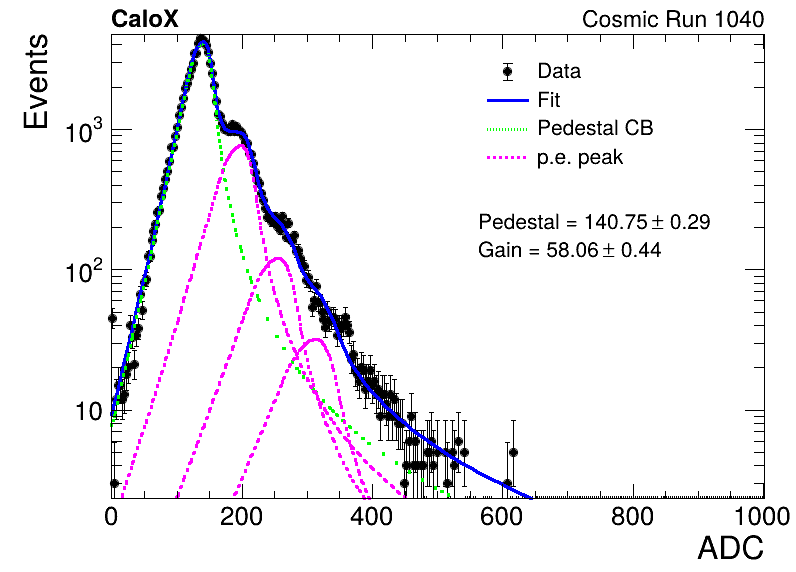 CaloX
Cosmic Run 1040
Events
Data
Fit
Pedestal CB
p.e. peak
Pedestal = 140.75 ± 0.29
Gain = 58.06 ± 0.44
10³
10²
10
0 200 400 600 800 1000
ADC